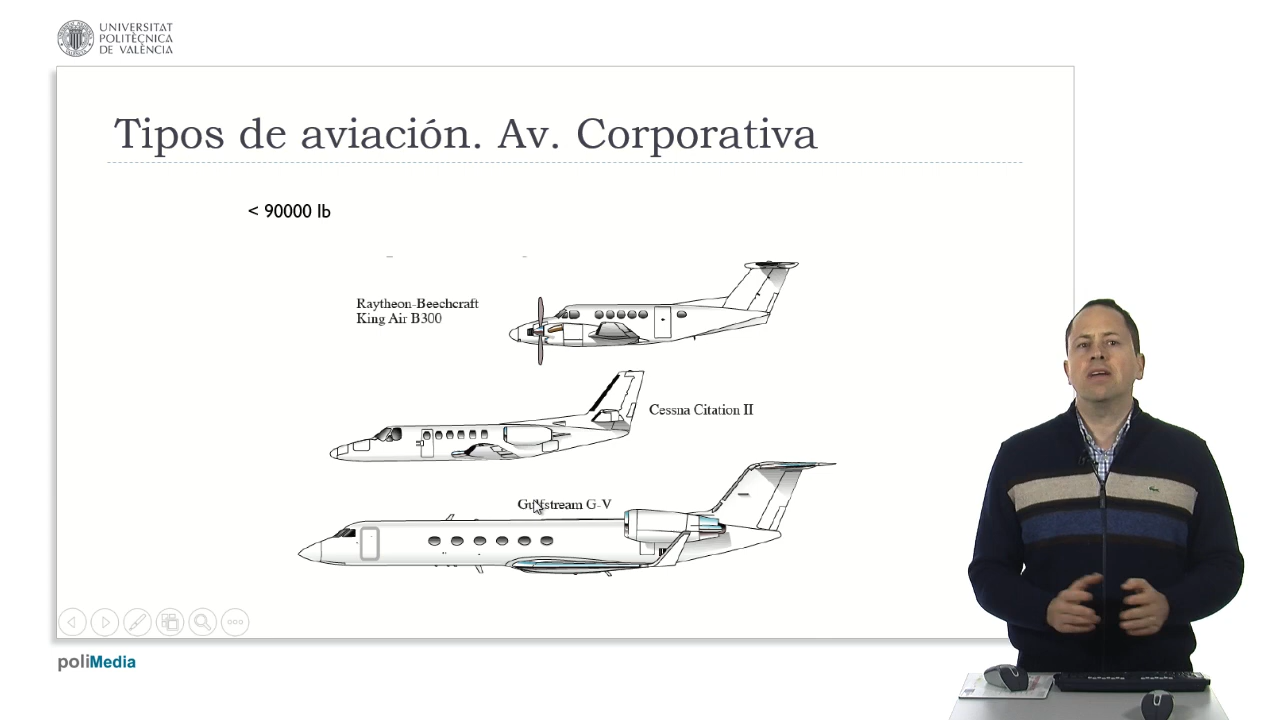 UNIVERSITAT
POLITÈCNICA
DE VALÈNCIA
Tipos de aviación. Av. Corporativa
< 90000 lb
Raytheon-Beechcraft
King Air B300
Cessna Citation II
Gulfstream G-V
poliMedia